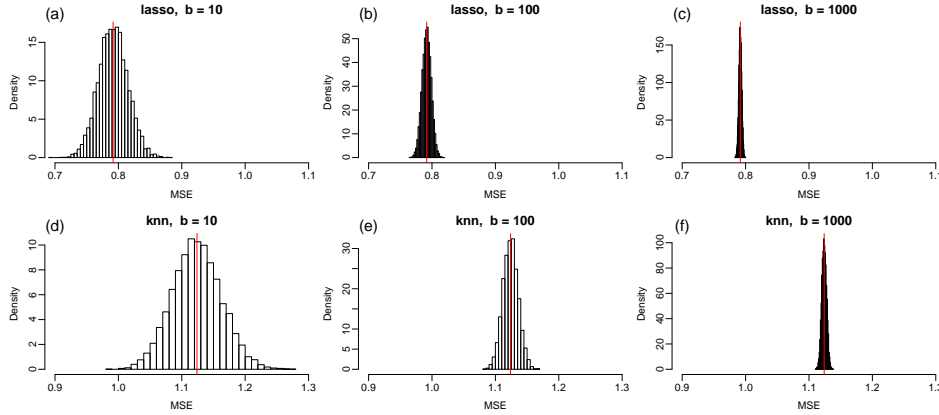 (a) lasso, b = 10
Density
0 5 10 15
0.7 0.8 0.9 1.0 1.1
MSE
(b) lasso, b = 100
Density
0 10 20 30 40 50
0.7 0.8 0.9 1.0 1.1
MSE
(c) lasso, b = 1000
Density
0 50 100 150
0.7 0.8 0.9 1.0 1.1
MSE
(d) knn, b = 10
Density
0 2 4 6 8 10
0.9 1.0 1.1 1.2 1.3
MSE
(e) knn, b = 100
Density
0 5 10 20 30
0.9 1.0 1.1 1.2 1.3
MSE
(f) knn, b = 1000
Density
0 20 40 60 80 100
0.9 1.0 1.1 1.2 1.3
MSE